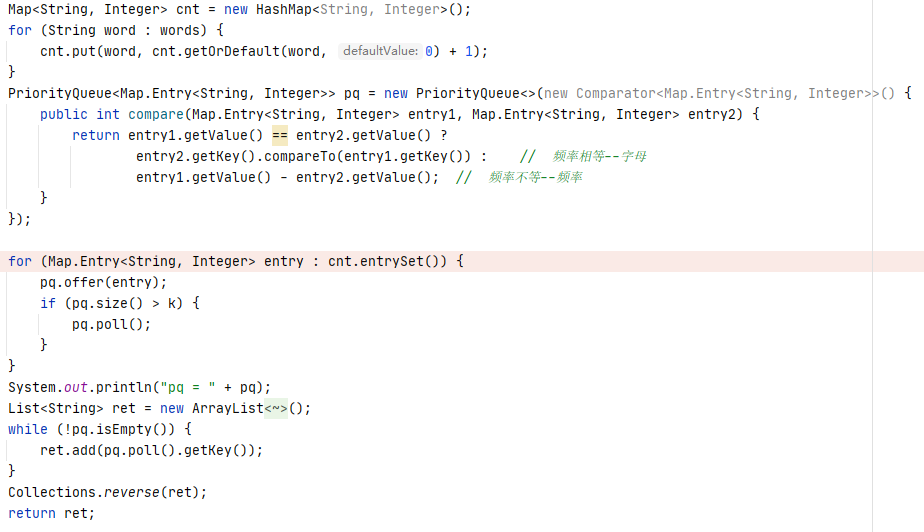 Map<String, Integer> cnt = new HashMap<String, Integer>();
for (String word : words) {
    cnt.put(word, cnt.getOrDefault(word, defaultValue: 0) + 1);
}
PriorityQueue<Map.Entry<String, Integer>> pq = new PriorityQueue<>(new Comparator<Map.Entry<String, Integer>>() {
    public int compare(Map.Entry<String, Integer> entry1, Map.Entry<String, Integer> entry2) {
        return entry1.getValue() == entry2.getValue() ?
                entry2.getKey().compareTo(entry1.getKey()) :    //  频率相等--字母
                entry1.getValue() - entry2.getValue();  //  频率不等--频率
    }
});
for (Map.Entry<String, Integer> entry : cnt.entrySet()) {
    pq.offer(entry);
    if (pq.size() > k) {
        pq.poll();
    }
}
System.out.println("pq = " + pq);
List<String> ret = new ArrayList<~>();
while (!pq.isEmpty()) {
    ret.add(pq.poll().getKey());
}
Collections.reverse(ret);
return ret;